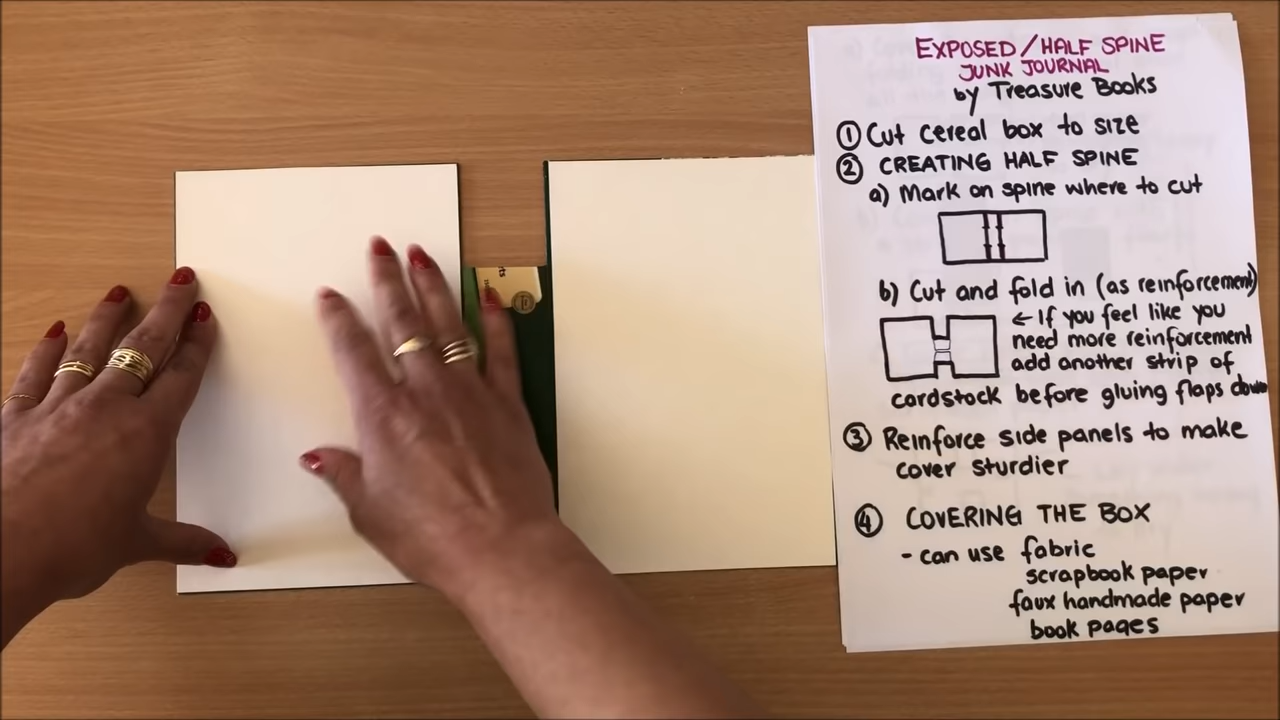 EXPOSED/HALF SPINE
JUNK JOURNAL
by Treasure Books
① Cut cereal box to size
② CREATING HALF SPINE
a) Mark on spine where to cut
b) Cut and fold in (as reinforcement)
← If you feel like you
need more reinforcement
add another strip of
cardstock before gluing flaps down
③ Reinforce side panels to make
cover sturdier
④ COVERING THE BOX
- can use fabric
scrapbook paper
faux handmade paper
book pages